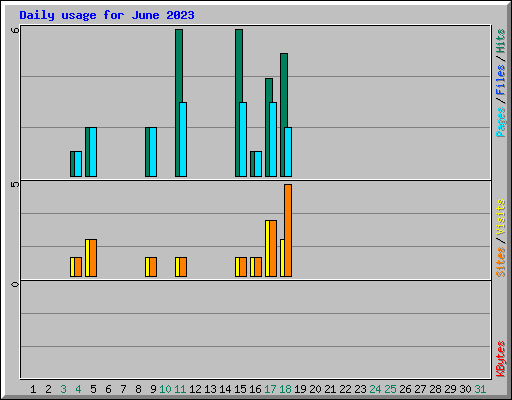 Daily usage for June 2023
6
5
0
Pages/Files/Hits
Sites/Visits
KBytes
1 2 3 4 5 6 7 8 9 10 11 12 13 14 15 16 17 18 19 20 21 22 23 24 25 26 27 28 29 30 31